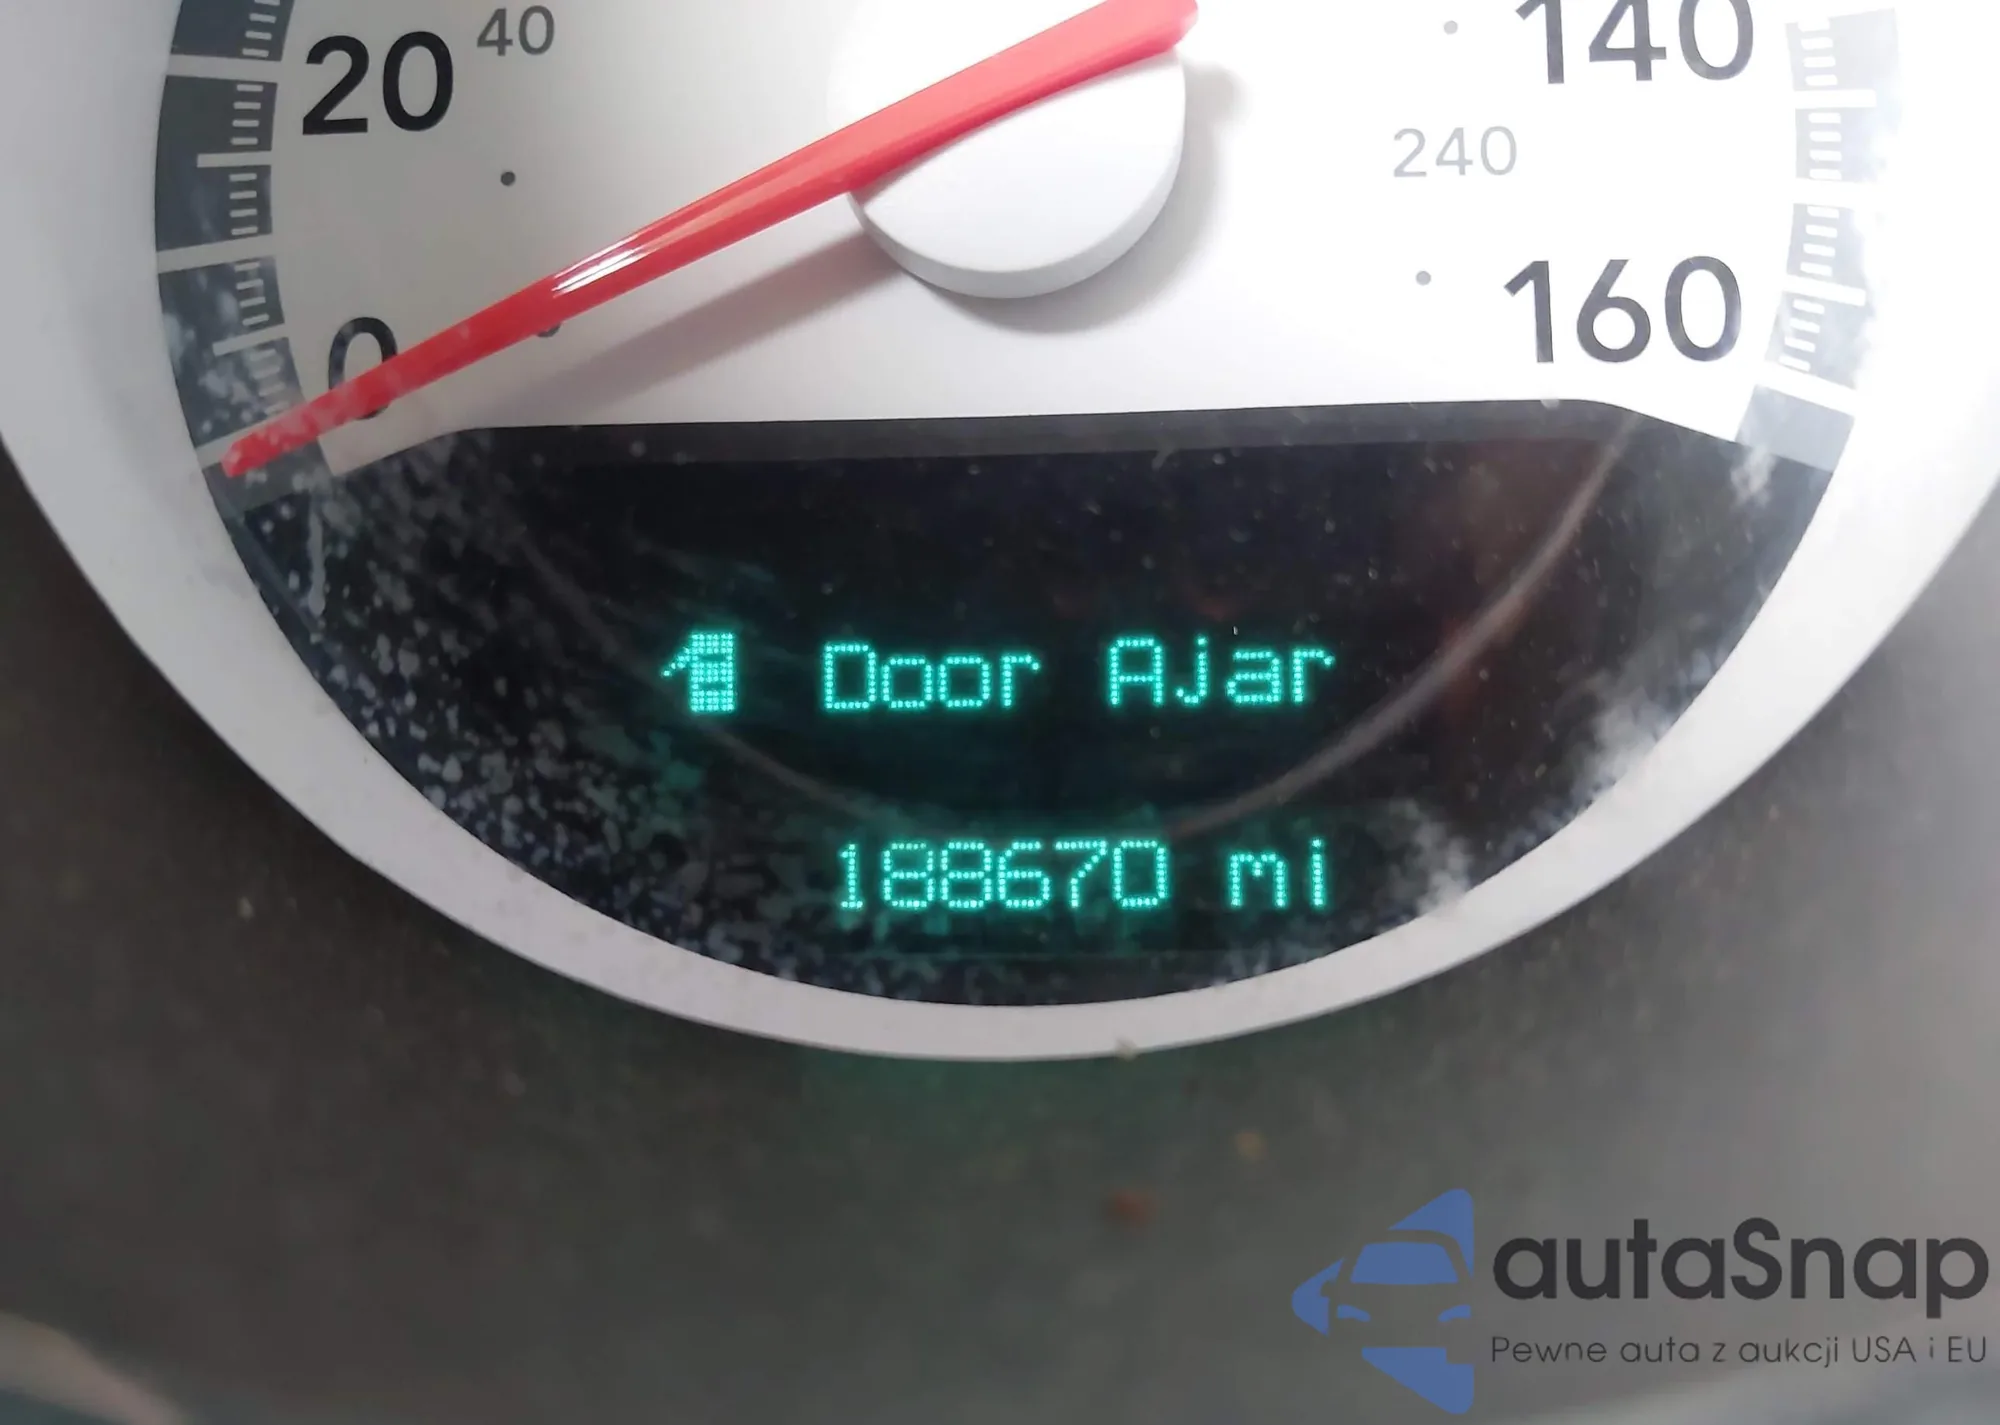 20 40
140
240
0
160
Door Ajar
188670 mi
autaSnap
Pewne auta z aukcji USA i EU